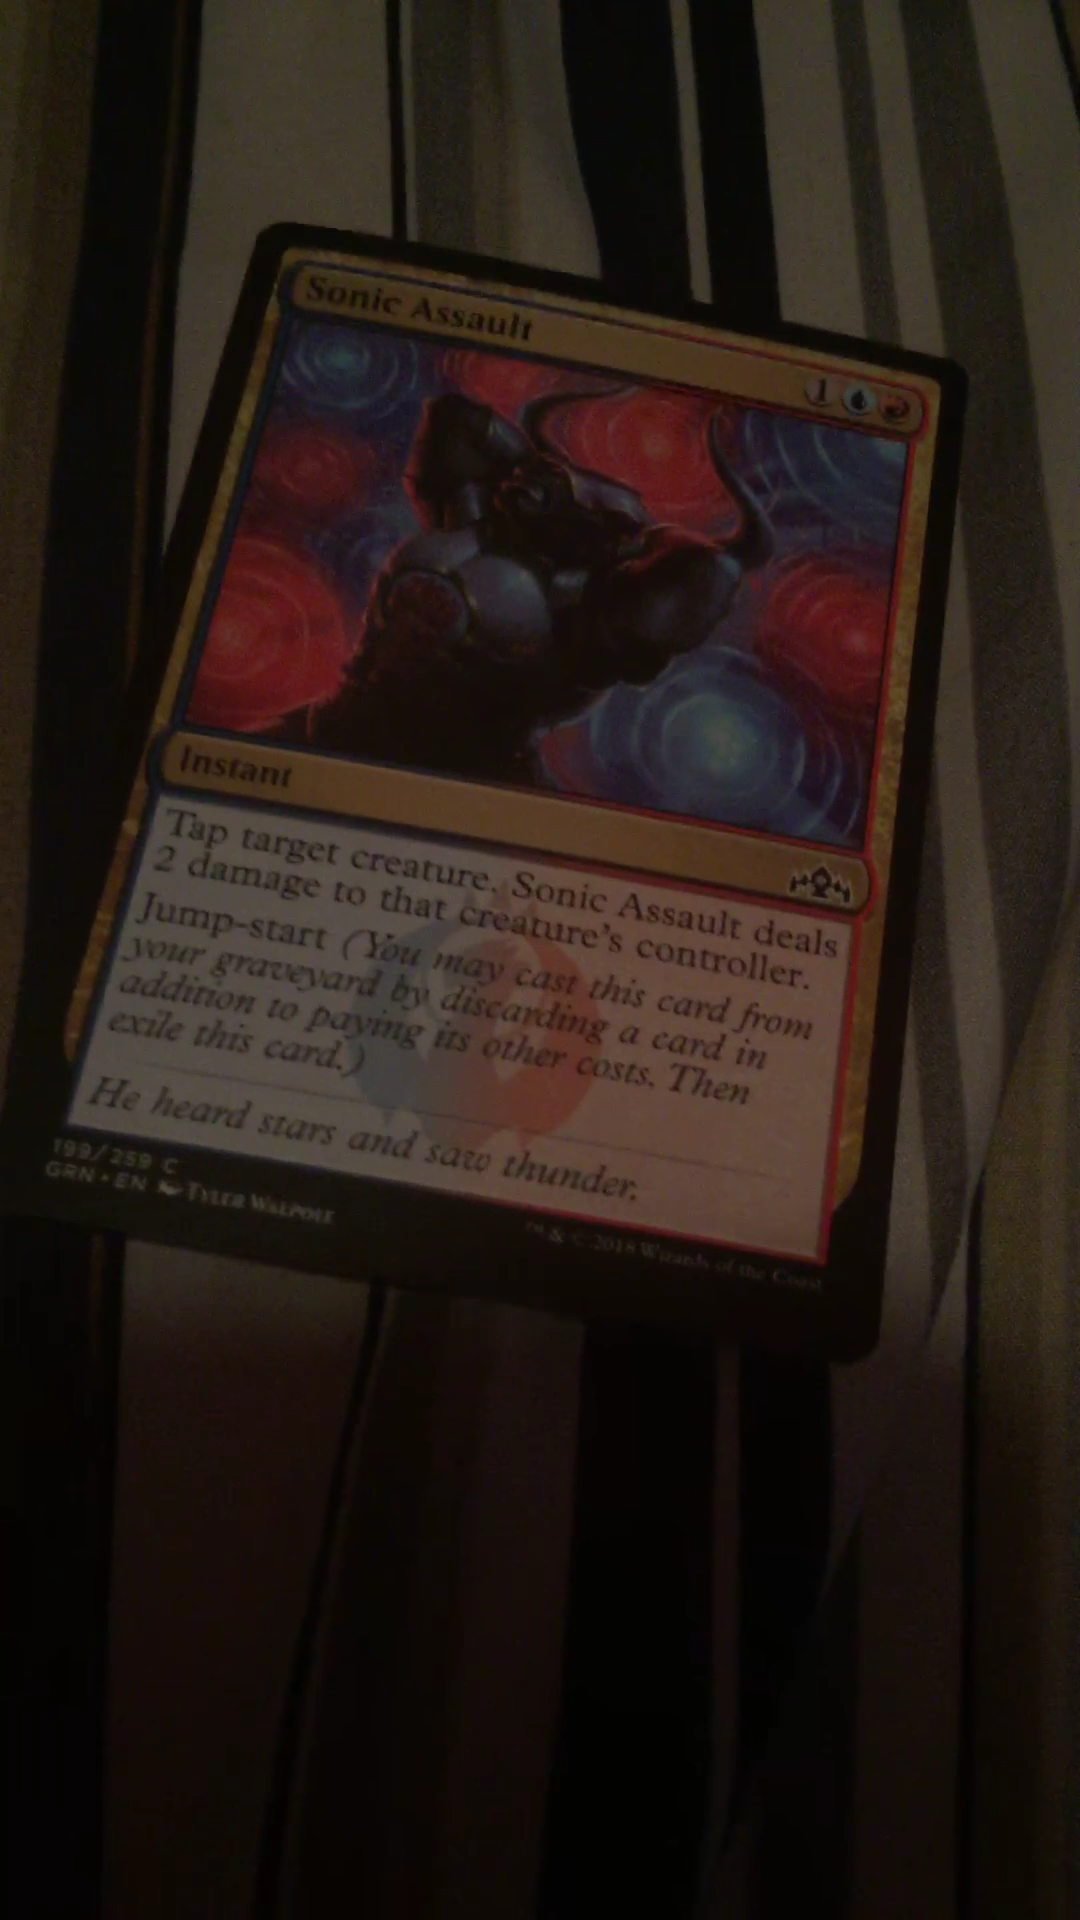 Sonic Assault
1
Instant
Tap target creature. Sonic Assault deals
2 damage to that creature's controller.
Jump-start (You may cast this card from
your graveyard by discarding a card in
addition to paying its other costs. Then
exile this card.)
He heard stars and saw thunder.
199/259 C
GRN • EN Tyler Walpole
™ & © 2018 Wizards of the Coast